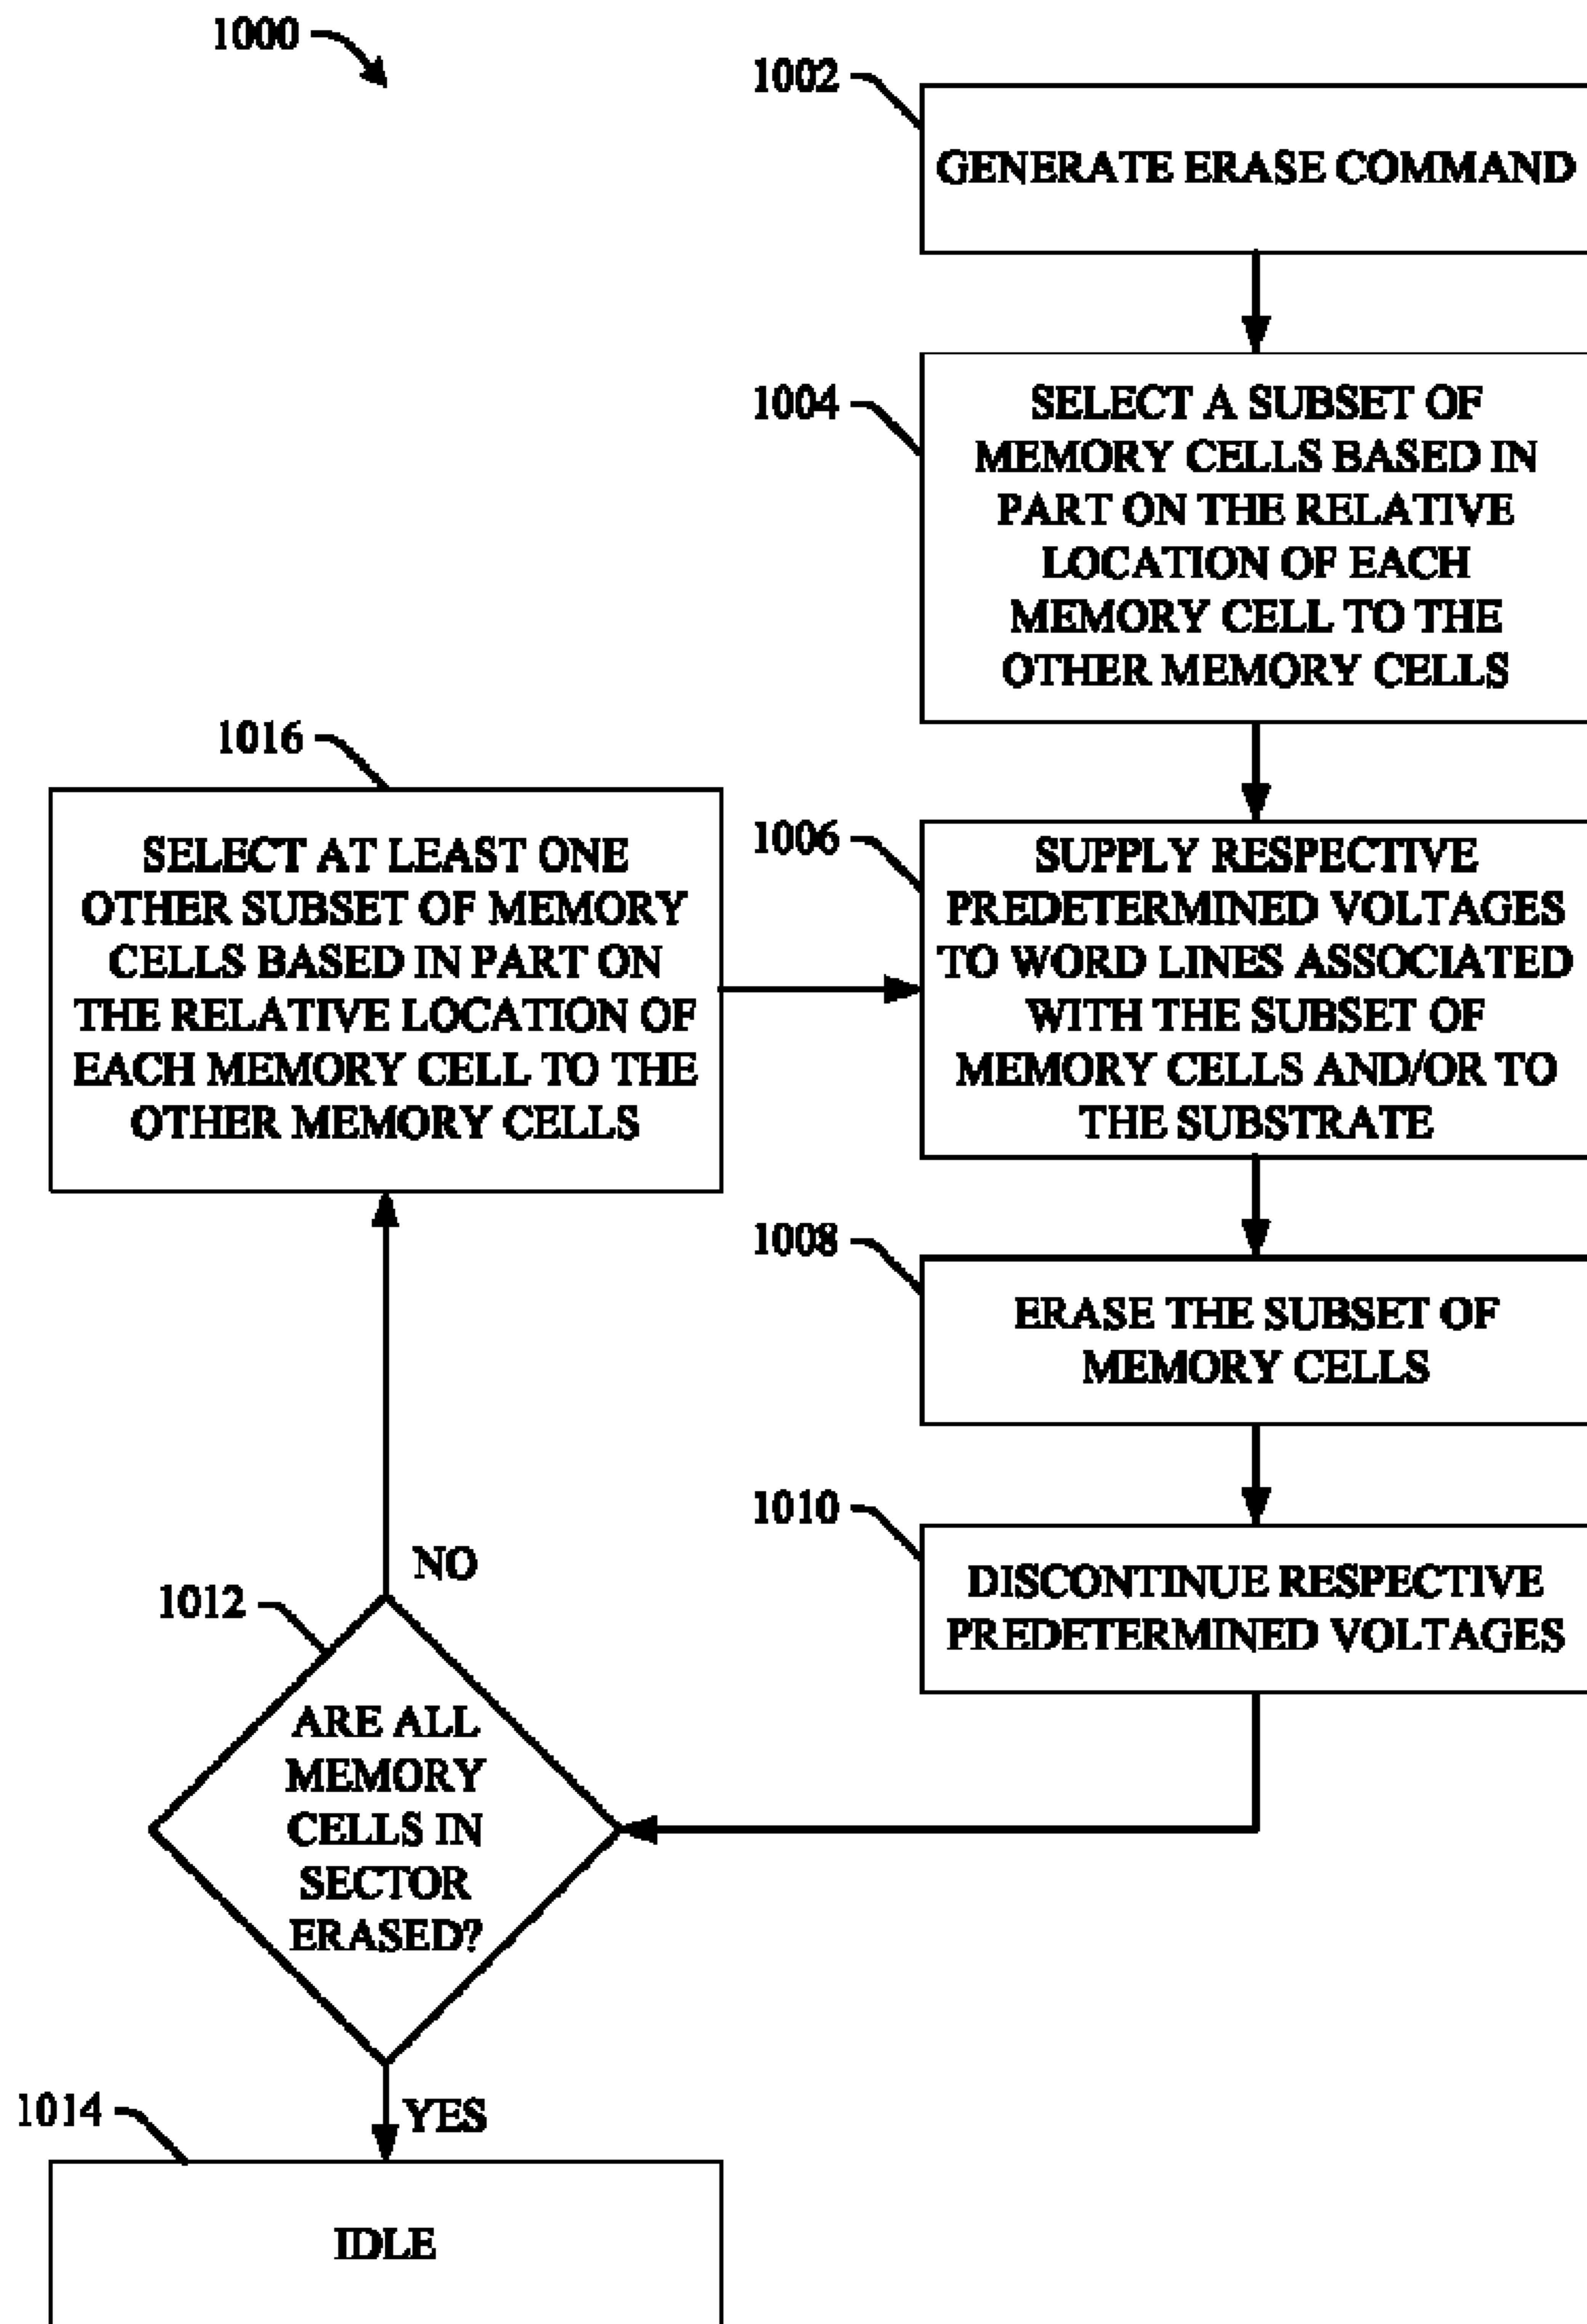 1000
1002
GENERATE ERASE COMMAND
1004
SELECT A SUBSET OF
MEMORY CELLS BASED IN
PART ON THE RELATIVE
LOCATION OF EACH
MEMORY CELL TO THE
OTHER MEMORY CELLS
1016
SELECT AT LEAST ONE
OTHER SUBSET OF MEMORY
CELLS BASED IN PART ON
THE RELATIVE LOCATION OF
EACH MEMORY CELL TO THE
OTHER MEMORY CELLS
1006
SUPPLY RESPECTIVE
PREDETERMINED VOLTAGES
TO WORD LINES ASSOCIATED
WITH THE SUBSET OF
MEMORY CELLS AND/OR TO
THE SUBSTRATE
1008
ERASE THE SUBSET OF
MEMORY CELLS
1010
DISCONTINUE RESPECTIVE
PREDETERMINED VOLTAGES
NO
1012
ARE ALL
MEMORY
CELLS IN
SECTOR
ERASED?
YES
1014
IDLE